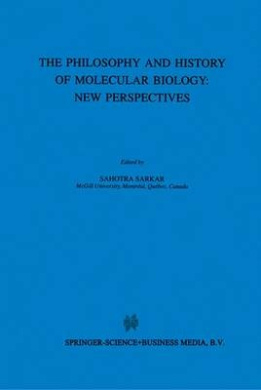 THE PHILOSOPHY AND HISTORY
OF MOLECULAR BIOLOGY:
NEW PERSPECTIVES
Edited by
SAHOTRA SARKAR
McGill University, Montréal, Quebec, Canada
SPRINGER-SCIENCE+BUSINESS MEDIA, B.V.